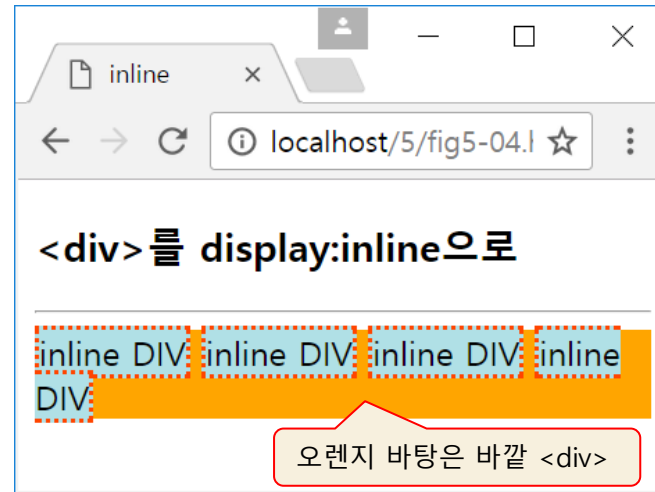 inline
localhost/5/fig5-04.h
<div>를 display:inline으로
inline DIV inline DIV inline DIV inline
DIV
오렌지 바탕은 바깥 <div>